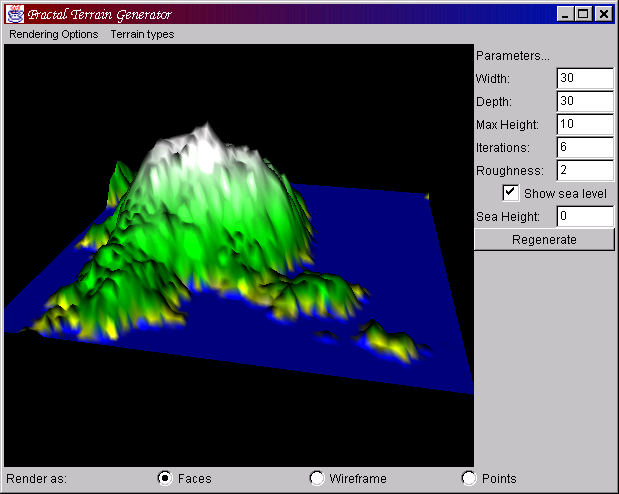 Fractal Terrain Generator
Rendering Options Terrain types
Parameters...
Width: 30
Depth: 30
Max Height: 10
Iterations: 6
Roughness: 2
Show sea level
Sea Height: 0
Regenerate
Render as: Faces Wireframe Points